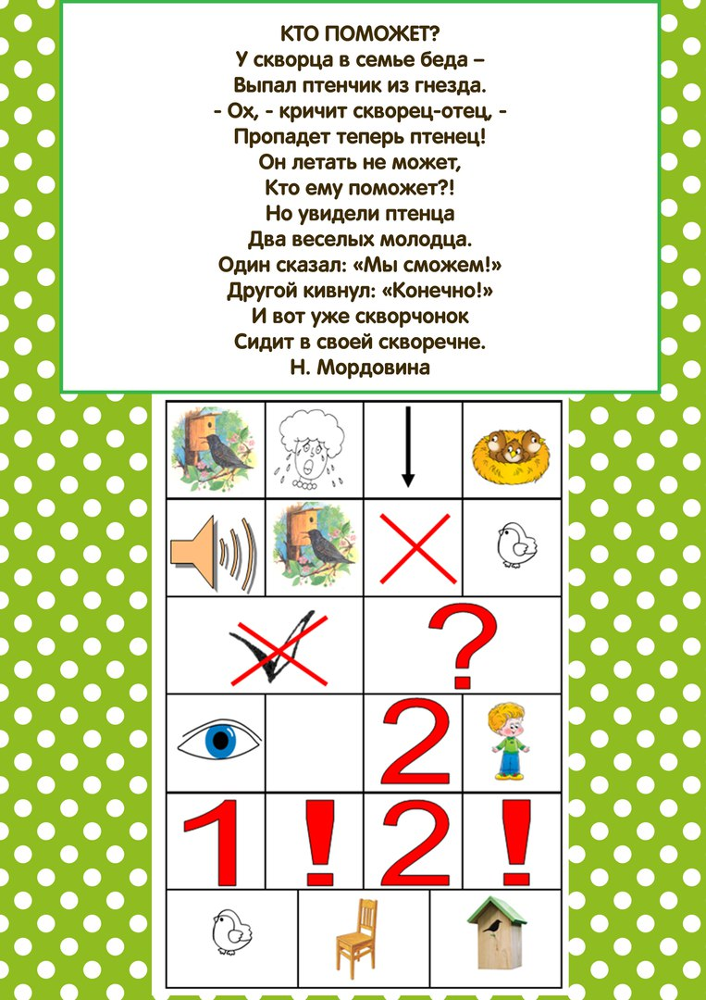 КТО ПОМОЖЕТ?
У скворца в семье беда –
Выпал птенчик из гнезда.
- Ох, - кричит скворец-отец, -
Пропадет теперь птенец!
Он летать не может,
Кто ему поможет?!
Но увидели птенца
Два веселых молодца.
Один сказал: «Мы сможем!»
Другой кивнул: «Конечно!»
И вот уже скворчонок
Сидит в своей скворечне.
Н. Мордовина
?
2
1 ! 2 !